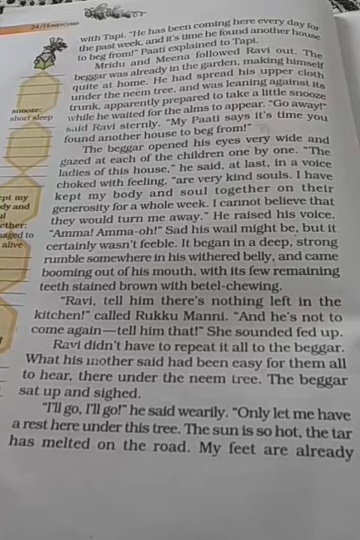 24/HONEYCOMB
with Tapi. "He has been coming here every day for
the past week, and it's time he found another house
to beg from!" Paati explained to Tapi.
Mridu and Meena followed Ravi out. The
beggar was already in the garden, making himself
quite at home. He had spread his upper cloth
under the neem tree, and was leaning against its
trunk, apparently prepared to take a little snooze
while he waited for the alms to appear. "Go away!"
said Ravi sternly. "My Paati says it's time you
found another house to beg from!"
The beggar opened his eyes very wide and
gazed at each of the children one by one. "The
ladies of this house," he said, at last, in a voice
choked with feeling, "are very kind souls. I have
kept my body and soul together on their
generosity for a whole week. I cannot believe that
they would turn me away." He raised his voice.
"Amma! Amma-oh!" Sad his wail might be, but it
certainly wasn't feeble. It began in a deep, strong
rumble somewhere in his withered belly, and came
booming out of his mouth, with its few remaining
teeth stained brown with betel-chewing.
"Ravi, tell him there's nothing left in the
kitchen!" called Rukku Manni. "And he's not to
come again—tell him that!" She sounded fed up.
Ravi didn't have to repeat it all to the beggar.
What his mother said had been easy for them all
to hear, there under the neem tree. The beggar
sat up and sighed.
"I'll go, I'll go!" he said wearily. "Only let me have
a rest here under this tree. The sun is so hot, the tar
has melted on the road. My feet are already
snooze:
short sleep
ept my
dy and
ul
ether:
naged to
alive